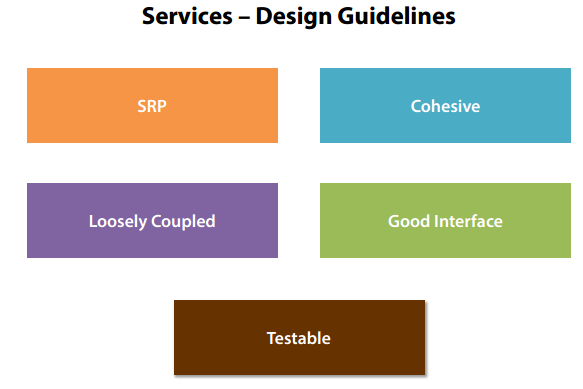 Services – Design Guidelines
SRP
Cohesive
Loosely Coupled
Good Interface
Testable